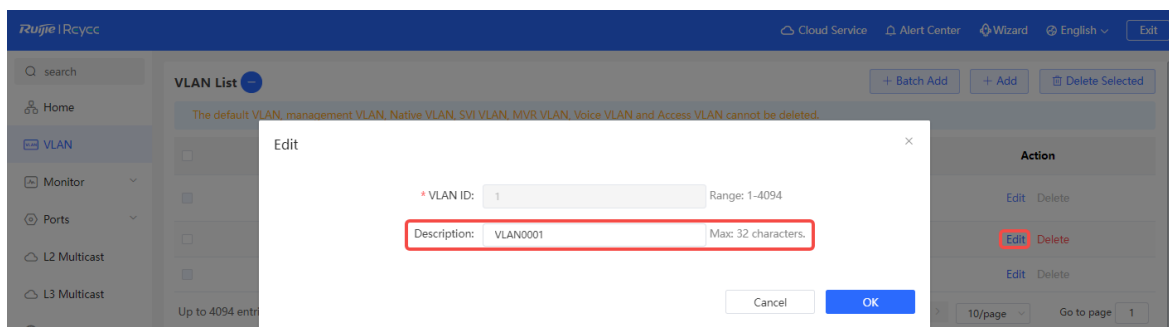 Ruijie | Rcycc
Cloud Service Alert Center Wizard English Exit
search
VLAN List + Batch Add + Add Delete Selected
Home
The default VLAN, management VLAN, Native VLAN, SVI VLAN, MVR VLAN, Voice VLAN and Access VLAN cannot be deleted.
VLAN
Edit
Action
Monitor
* VLAN ID: 1 Range: 1-4094
Edit Delete
Ports
Description: VLAN0001 Max: 32 characters.
Edit Delete
L2 Multicast
Edit Delete
L3 Multicast
Cancel OK
Up to 4094 entri
10/page Go to page 1